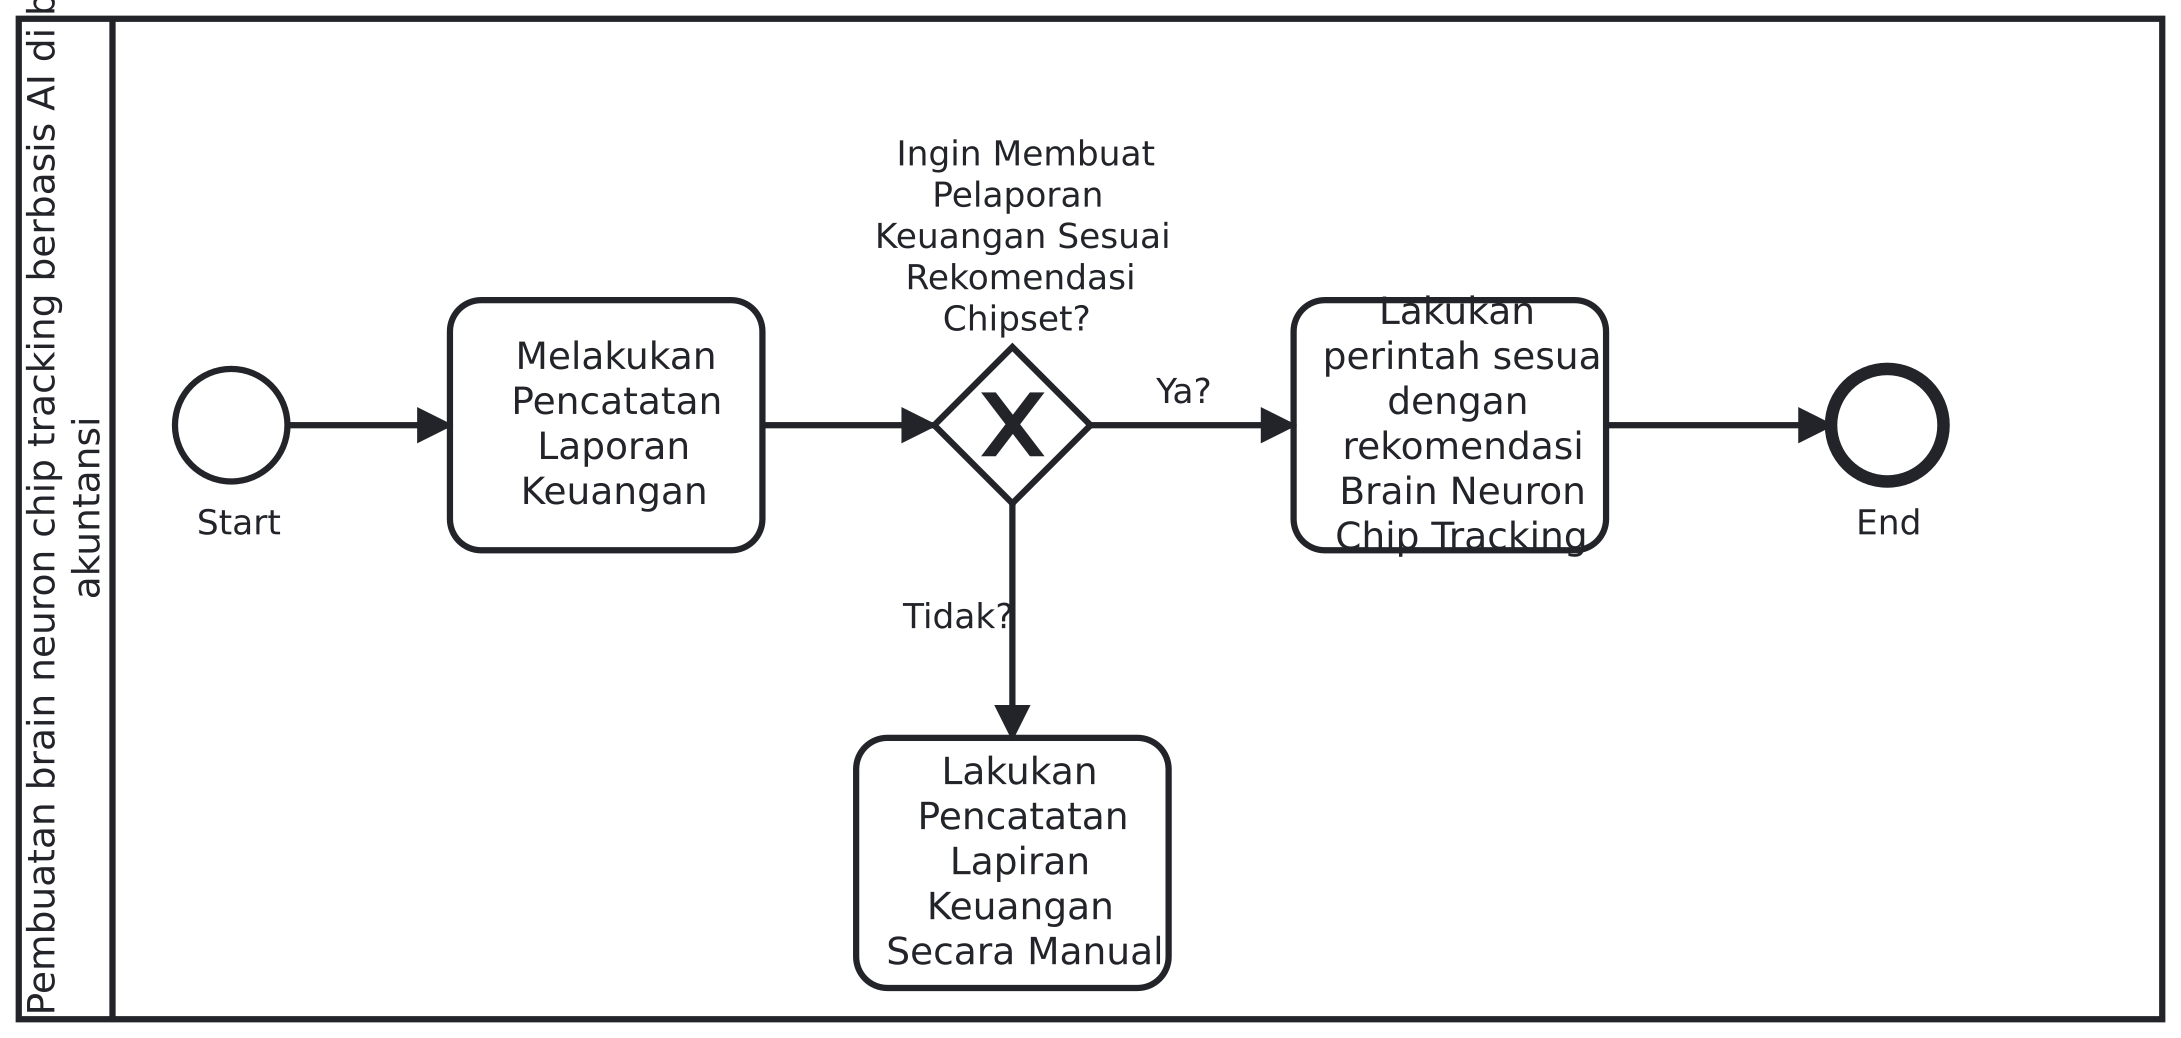 Pembuatan brain neuron chip tracking berbasis AI di
akuntansi
Ingin Membuat
Pelaporan
Keuangan Sesuai
Rekomendasi
Chipset?
Start
Melakukan
Pencatatan
Laporan
Keuangan
X
Ya?
Lakukan
perintah sesua
dengan
rekomendasi
Brain Neuron
Chip Tracking
End
Tidak?
Lakukan
Pencatatan
Lapiran
Keuangan
Secara Manual